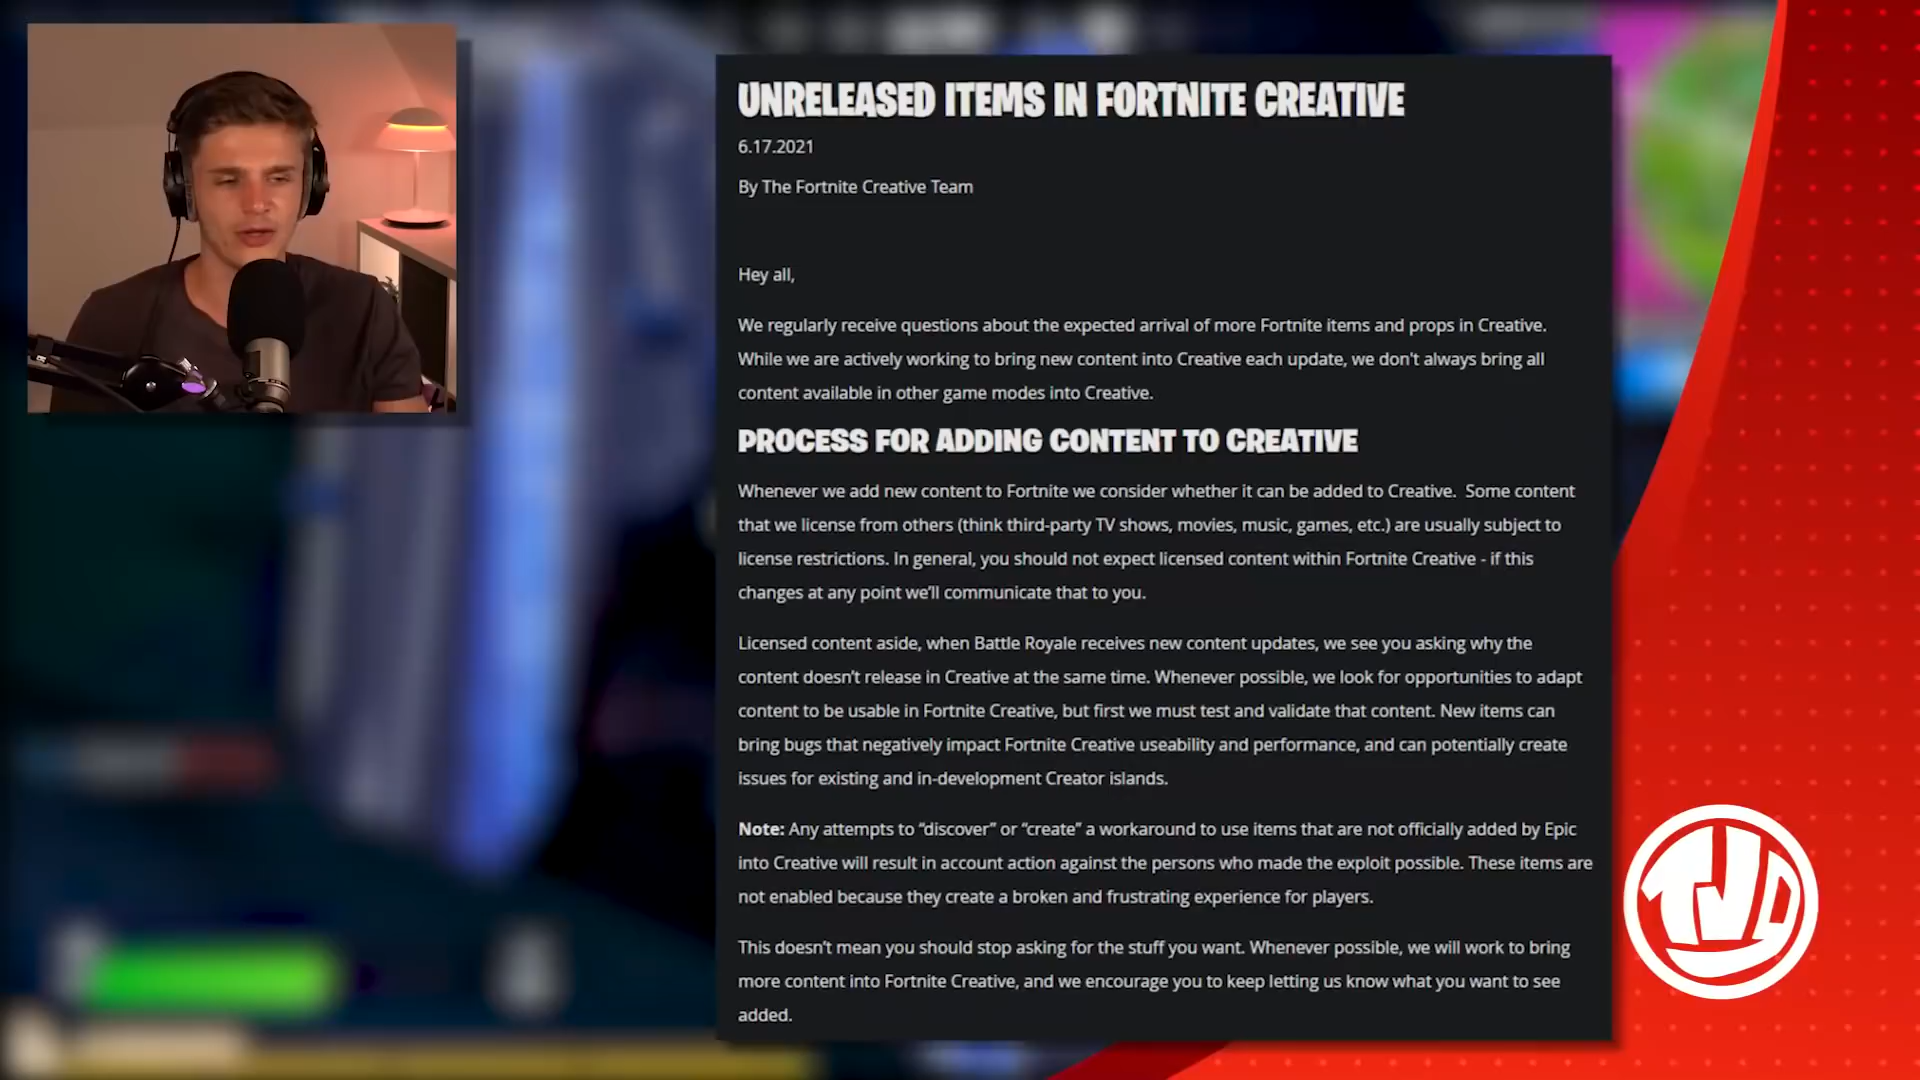 UNRELEASED ITEMS IN FORTNITE CREATIVE
6.17.2021
By The Fortnite Creative Team
Hey all,
We regularly receive questions about the expected arrival of more Fortnite items and props in Creative.
While we are actively working to bring new content into Creative each update, we don't always bring all
content available in other game modes into Creative.
PROCESS FOR ADDING CONTENT TO CREATIVE
Whenever we add new content to Fortnite we consider whether it can be added to Creative.  Some content
that we license from others (think third-party TV shows, movies, music, games, etc.) are usually subject to
license restrictions. In general, you should not expect licensed content within Fortnite Creative - if this
changes at any point we'll communicate that to you.
Licensed content aside, when Battle Royale receives new content updates, we see you asking why the
content doesn't release in Creative at the same time. Whenever possible, we look for opportunities to adapt
content to be usable in Fortnite Creative, but first we must test and validate that content. New items can
bring bugs that negatively impact Fortnite Creative useability and performance, and can potentially create
issues for existing and in-development Creator islands.
Note: Any attempts to “discover” or “create” a workaround to use items that are not officially added by Epic
into Creative will result in account action against the persons who made the exploit possible. These items are
not enabled because they create a broken and frustrating experience for players.
This doesn't mean you should stop asking for the stuff you want. Whenever possible, we will work to bring
more content into Fortnite Creative, and we encourage you to keep letting us know what you want to see
added.
TVO